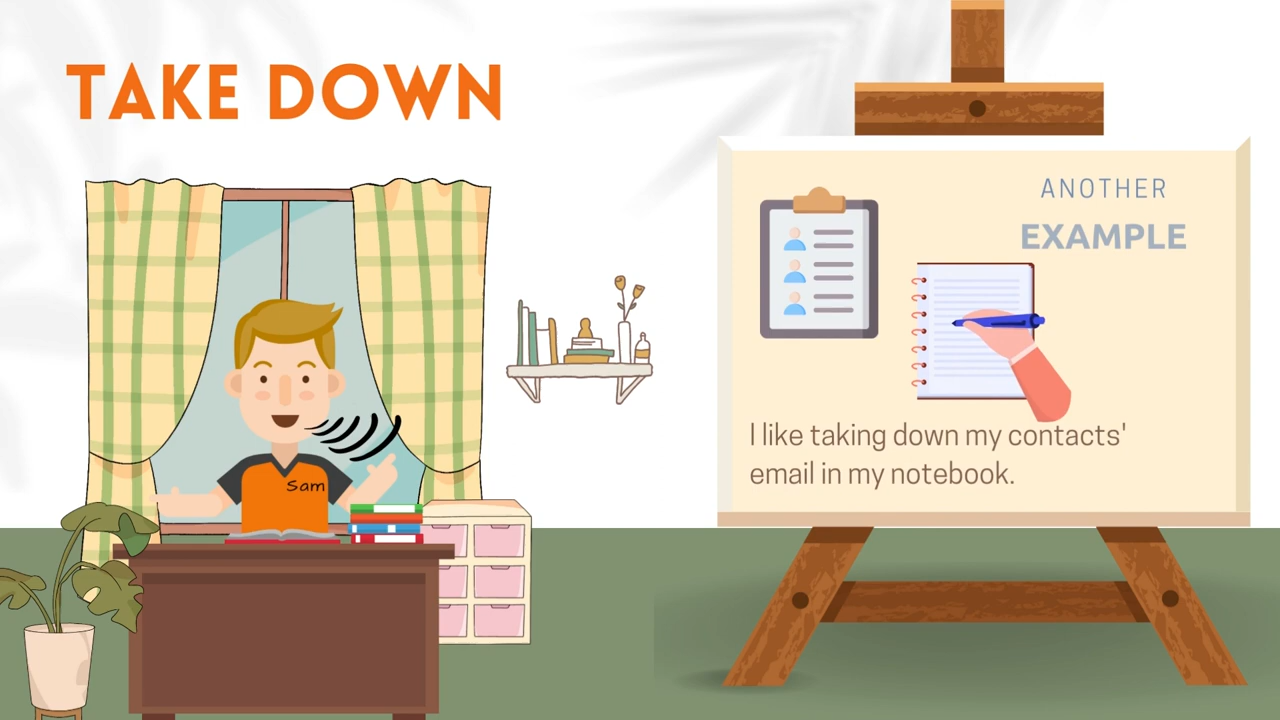 TAKE DOWN
Sam
ANOTHER
EXAMPLE
I like taking down my contacts'
email in my notebook.